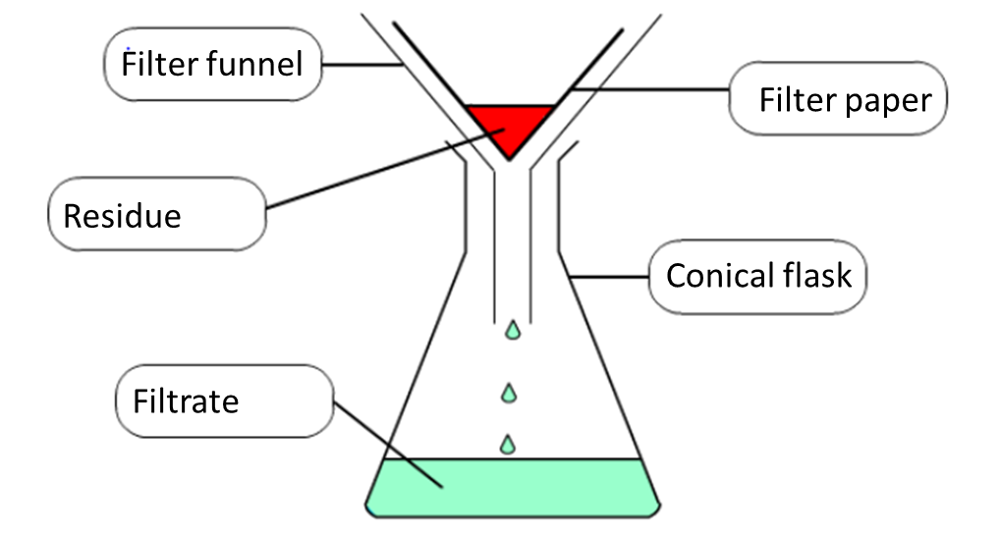 Filter funnel
Filter paper
Residue
Conical flask
Filtrate